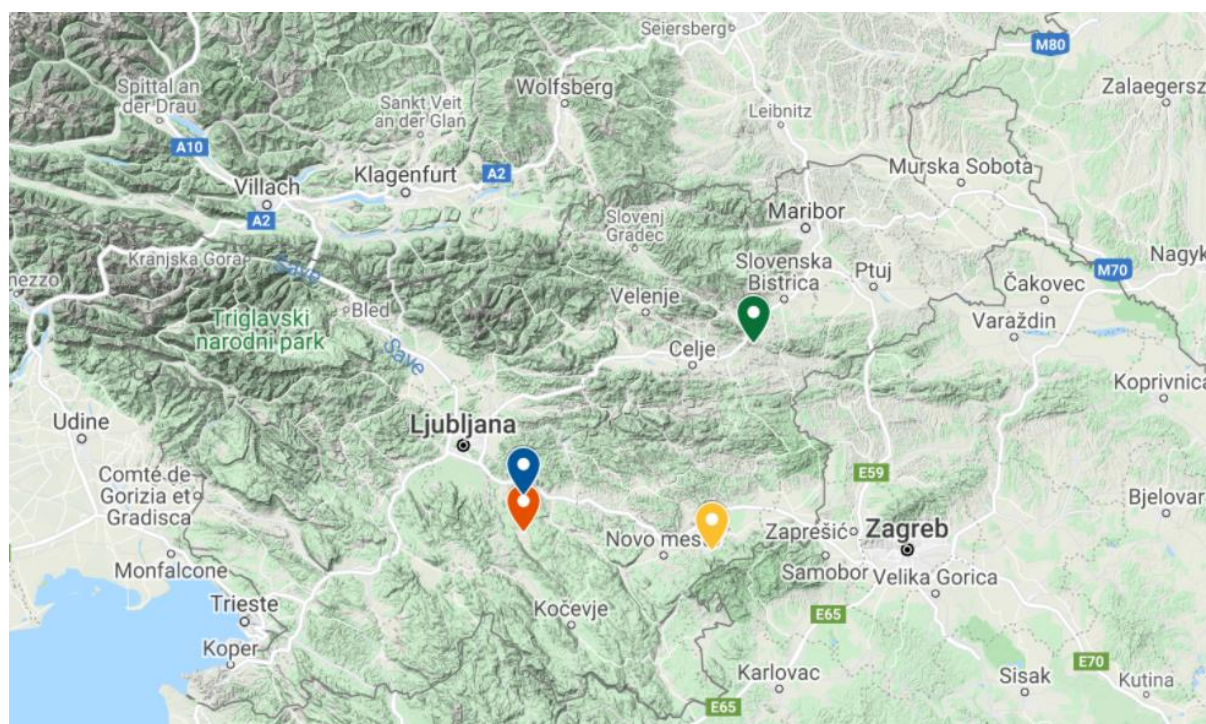 Seiersberg
M80
Spittal an
der Drau
Wolfsberg
Zalaegersz
Sankt Veit
an der Glan
Leibnitz
A10
Klagenfurt
A2
Murska Sobota
Villach
A2
Slovenj
Gradec
Maribor
Kranjska Gora
Save
Slovenska
Bistrica
Nagyk
M70
nezzo
Ptuj
Bled
Velenje
Čakovec
Triglavski
narodni park
Varaždin
Save
Celje
Koprivnica
Udine
Ljubljana
Comté de
Gorizia et
Gradisca
E59
Bjelovar
Novo mest
Zaprešić
Zagreb
Monfalcone
Samobor
Velika Gorica
Trieste
Kočevje
E65
Koper
Karlovac
E70
Sisak
Kutina
E65